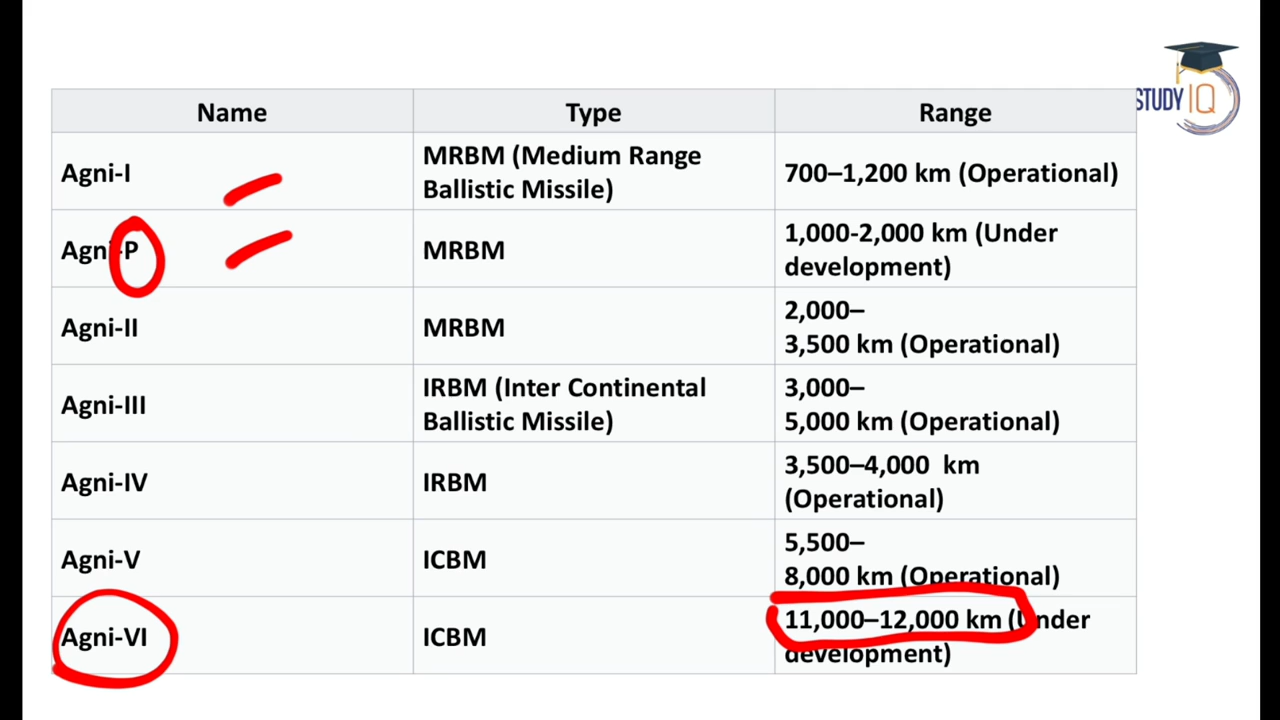 STUDY IQ
Name Type Range
Agni-I MRBM (Medium Range Ballistic Missile) 700–1,200 km (Operational)
Agni-P MRBM 1,000-2,000 km (Under development)
Agni-II MRBM 2,000– 3,500 km (Operational)
Agni-III IRBM (Inter Continental Ballistic Missile) 3,000– 5,000 km (Operational)
Agni-IV IRBM 3,500–4,000 km (Operational)
Agni-V ICBM 5,500– 8,000 km (Operational)
Agni-VI ICBM 11,000–12,000 km (Under development)